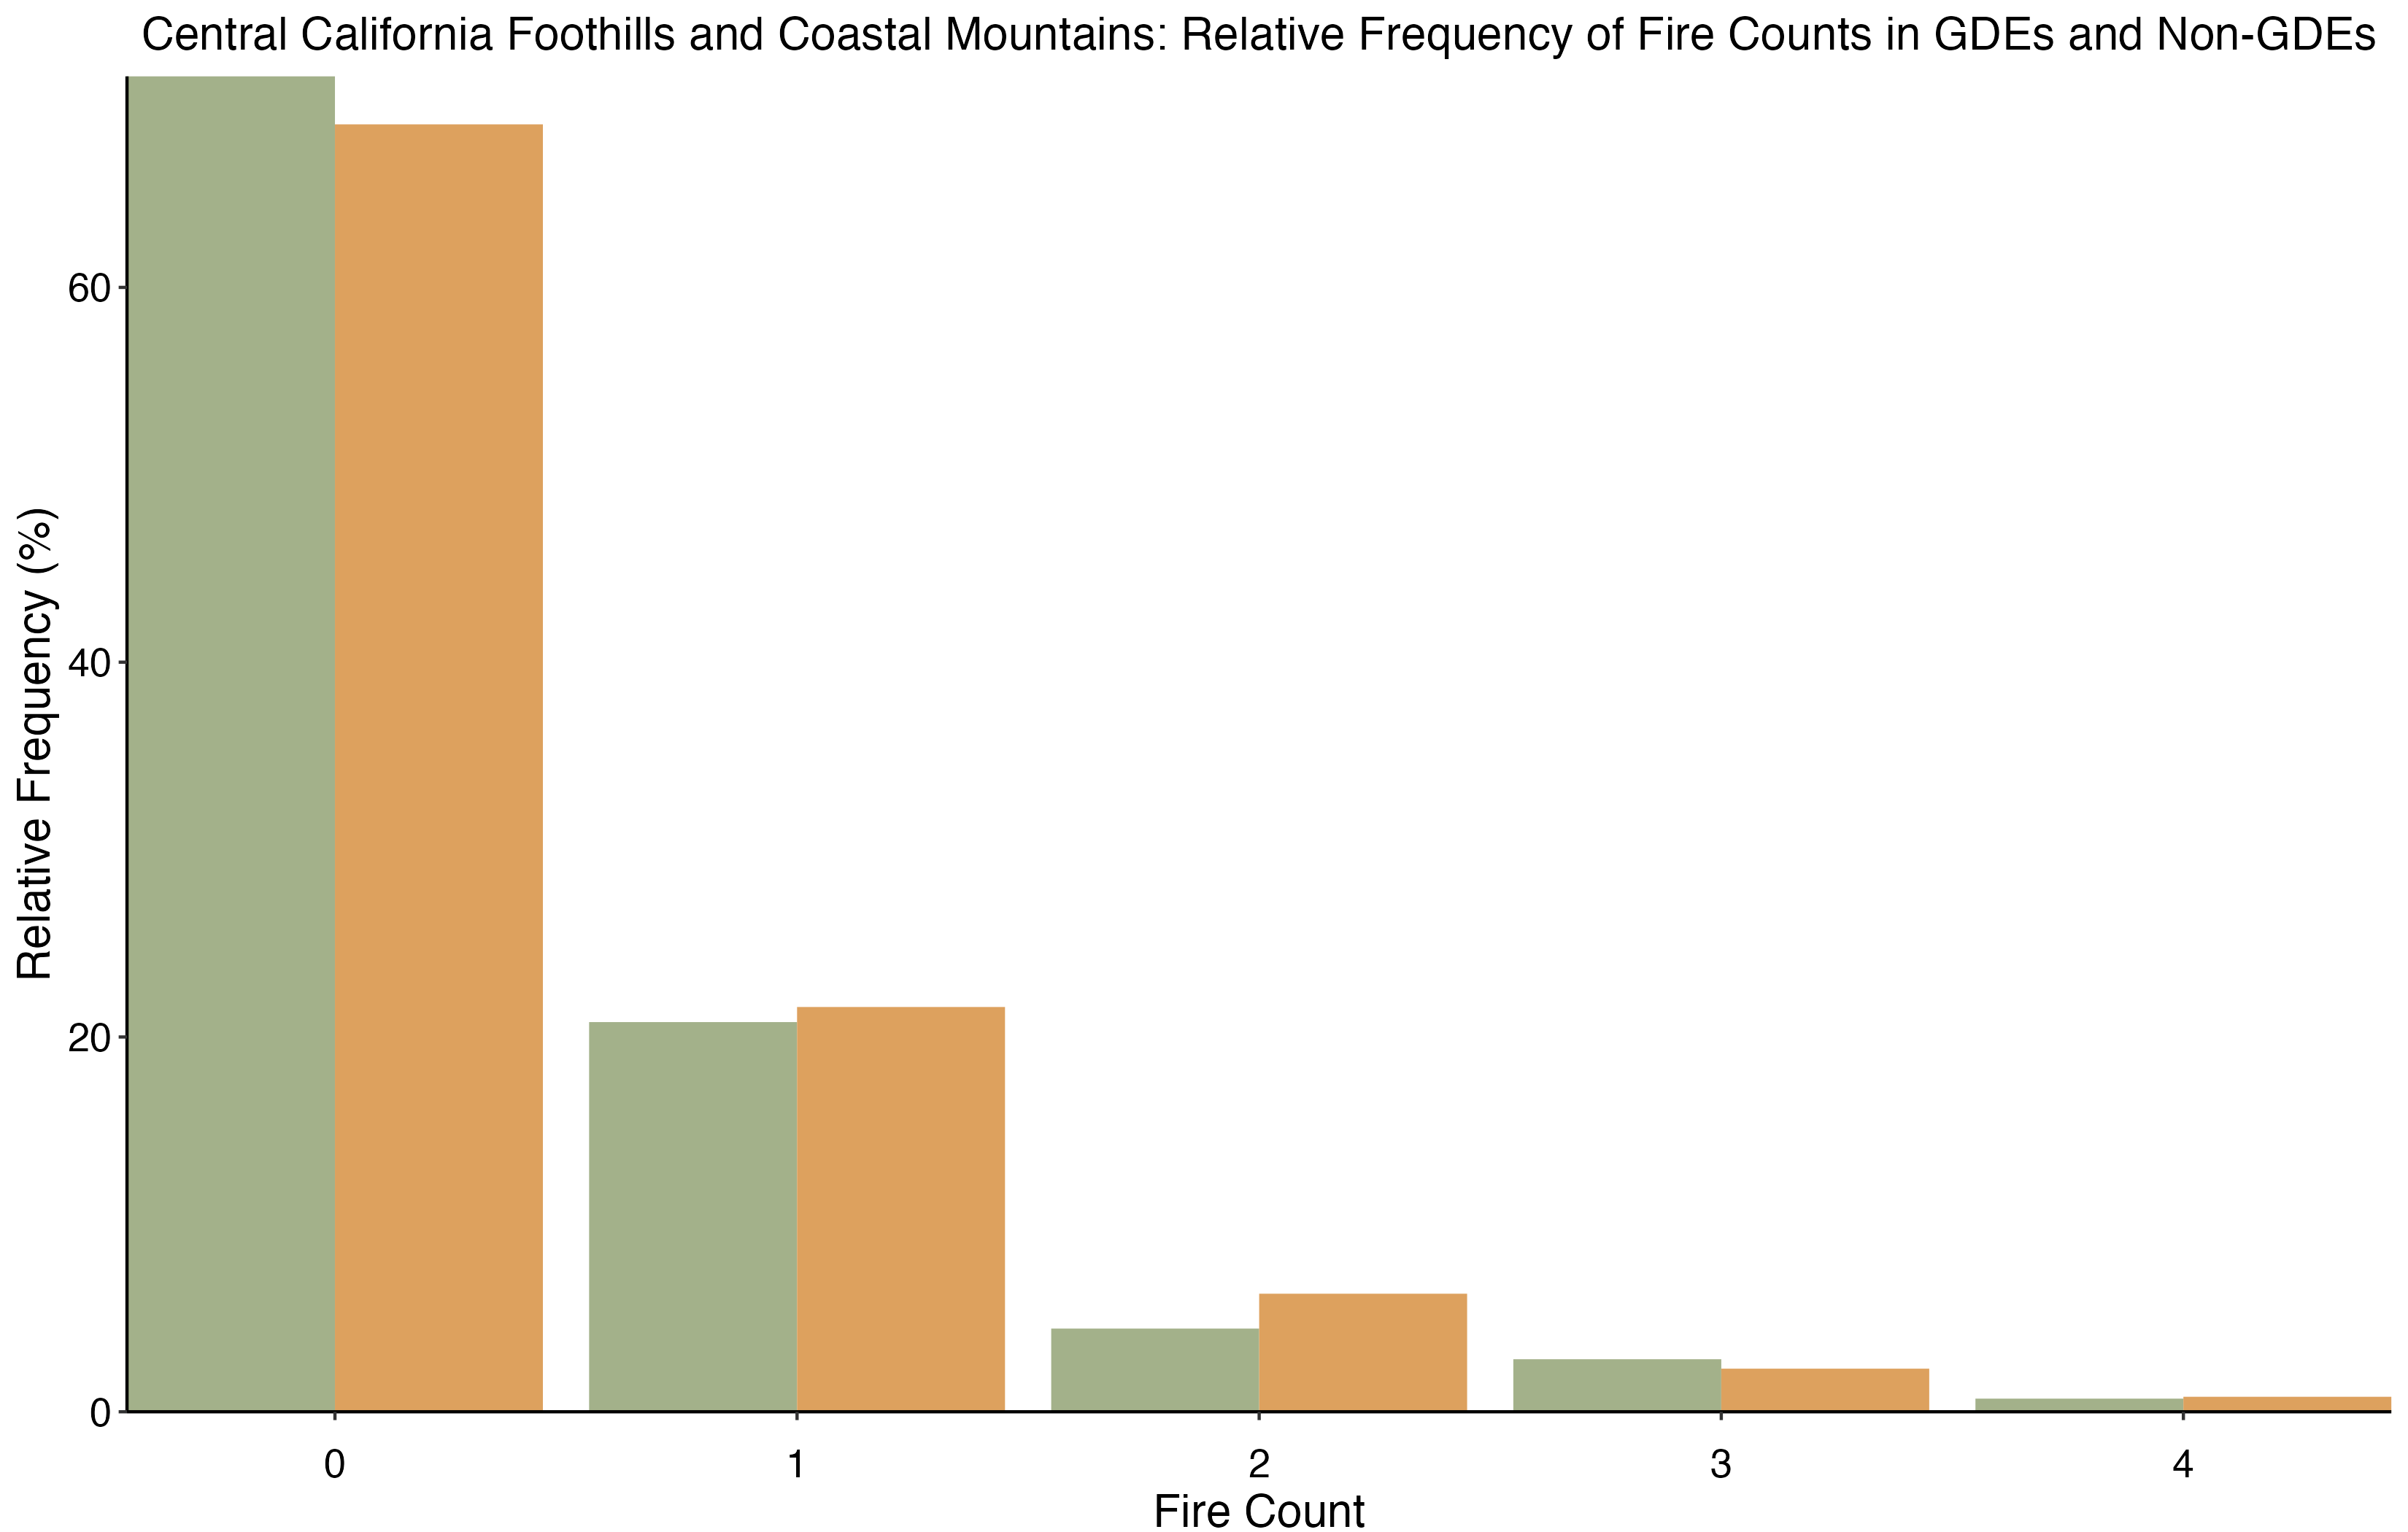 Central California Foothills and Coastal Mountains: Relative Frequency of Fire Counts in GDEs and Non-GDEs
Relative Frequency (%)
60
40
20
0
0 1 2 3 4
Fire Count